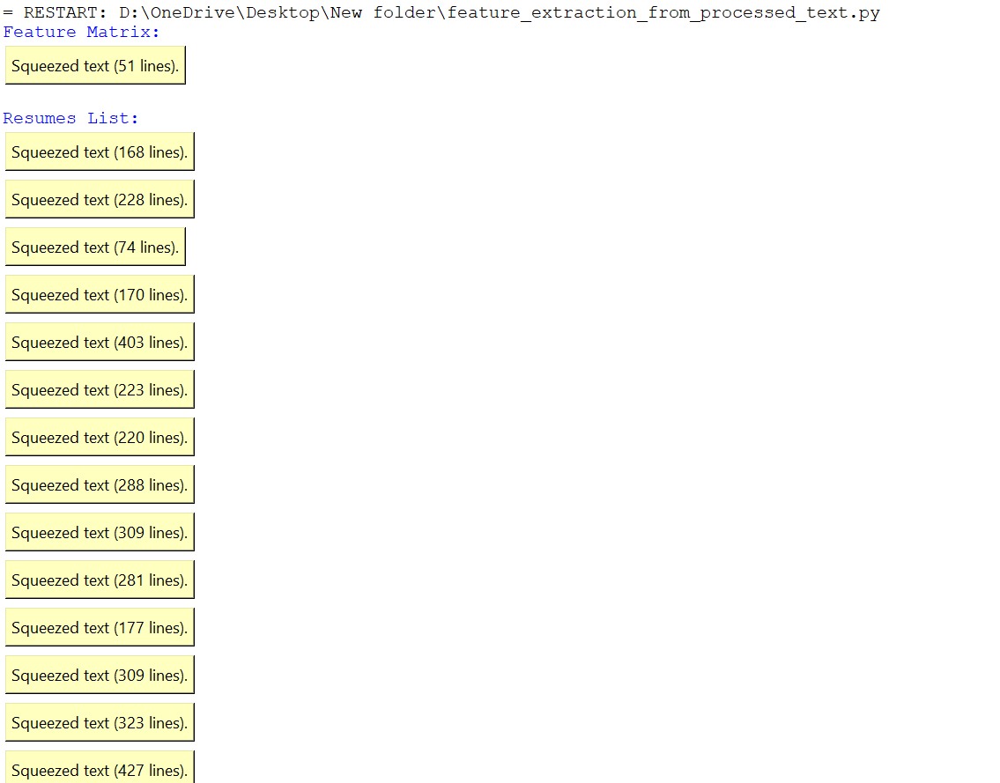 = RESTART: D:\OneDrive\Desktop\New folder\feature_extraction_from_processed_text.py
Feature Matrix:
Squeezed text (51 lines).
Resumes List:
Squeezed text (168 lines).
Squeezed text (228 lines).
Squeezed text (74 lines).
Squeezed text (170 lines).
Squeezed text (403 lines).
Squeezed text (223 lines).
Squeezed text (220 lines).
Squeezed text (288 lines).
Squeezed text (309 lines).
Squeezed text (281 lines).
Squeezed text (177 lines).
Squeezed text (309 lines).
Squeezed text (323 lines).
Squeezed text (427 lines).